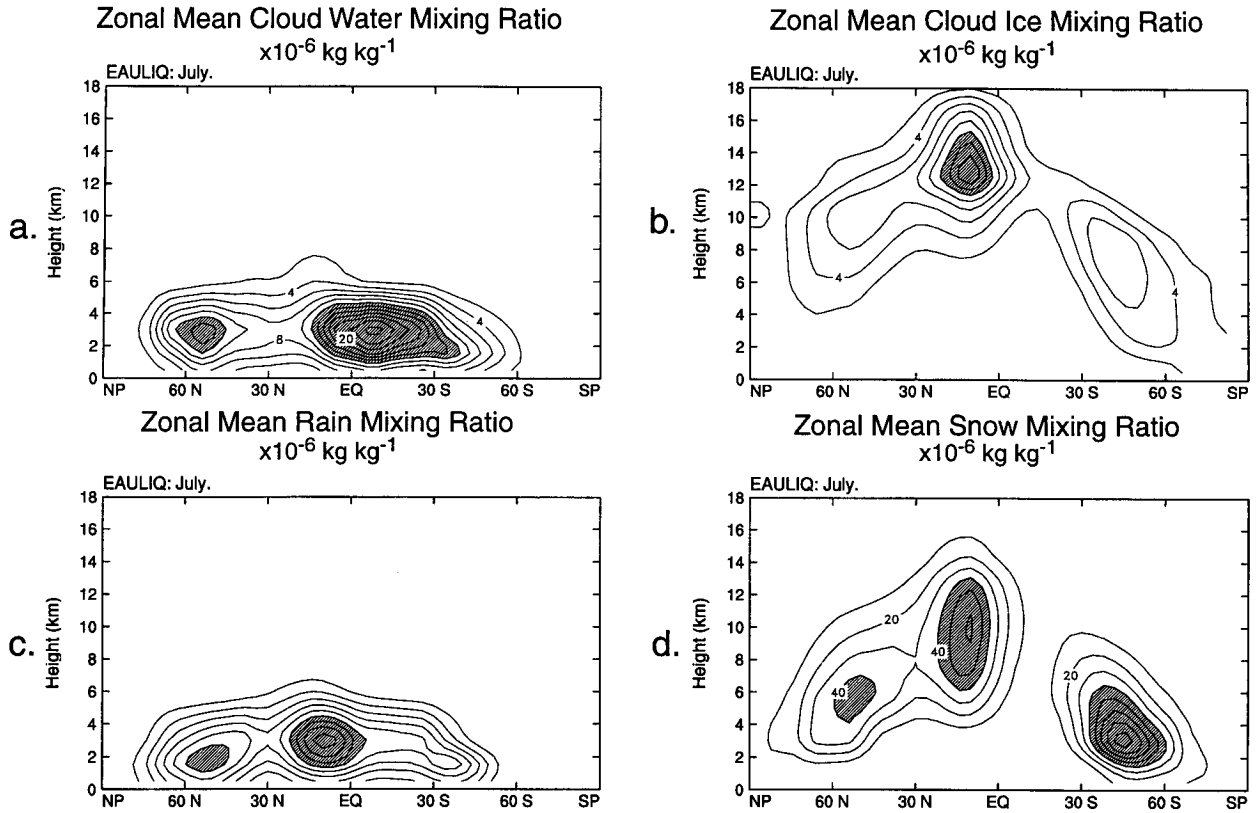 Zonal Mean Cloud Water Mixing Ratio
x10-6 kg kg-1
EAULIQ: July.
18
16
14
12
10
8
6
4
2
0
Height (km)
a.
4
4
8
20
NP 60 N 30 N EQ 30 S 60 S SP
Zonal Mean Cloud Ice Mixing Ratio
x10-6 kg kg-1
EAULIQ: July.
18
16
14
12
10
8
6
4
2
0
Height (km)
b.
4
4
4
NP 60 N 30 N EQ 30 S 60 S SP
Zonal Mean Rain Mixing Ratio
x10-6 kg kg-1
EAULIQ: July.
18
16
14
12
10
8
6
4
2
0
Height (km)
c.
NP 60 N 30 N EQ 30 S 60 S SP
Zonal Mean Snow Mixing Ratio
x10-6 kg kg-1
EAULIQ: July.
18
16
14
12
10
8
6
4
2
0
Height (km)
d.
20
40
40
20
NP 60 N 30 N EQ 30 S 60 S SP